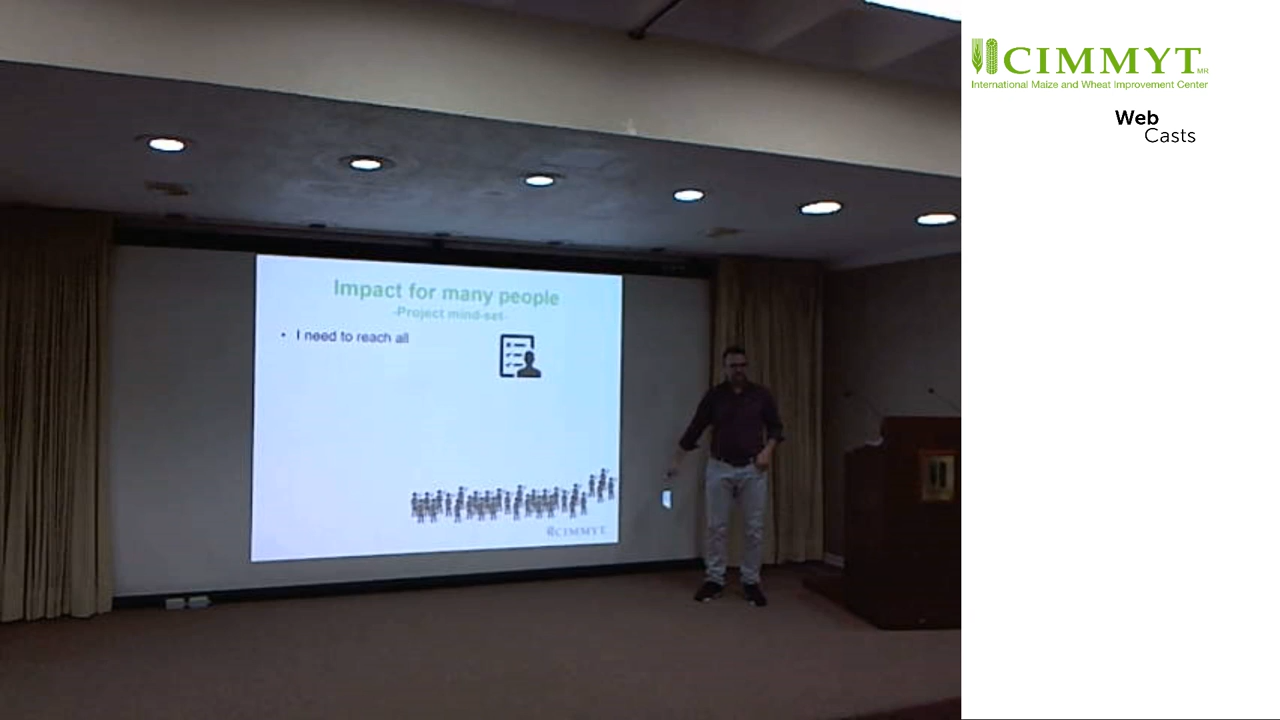 Impact for many people
-Project mind-set-
• I need to reach all
CIMMYT
CIMMYT MR
International Maize and Wheat Improvement Center
Web
Casts